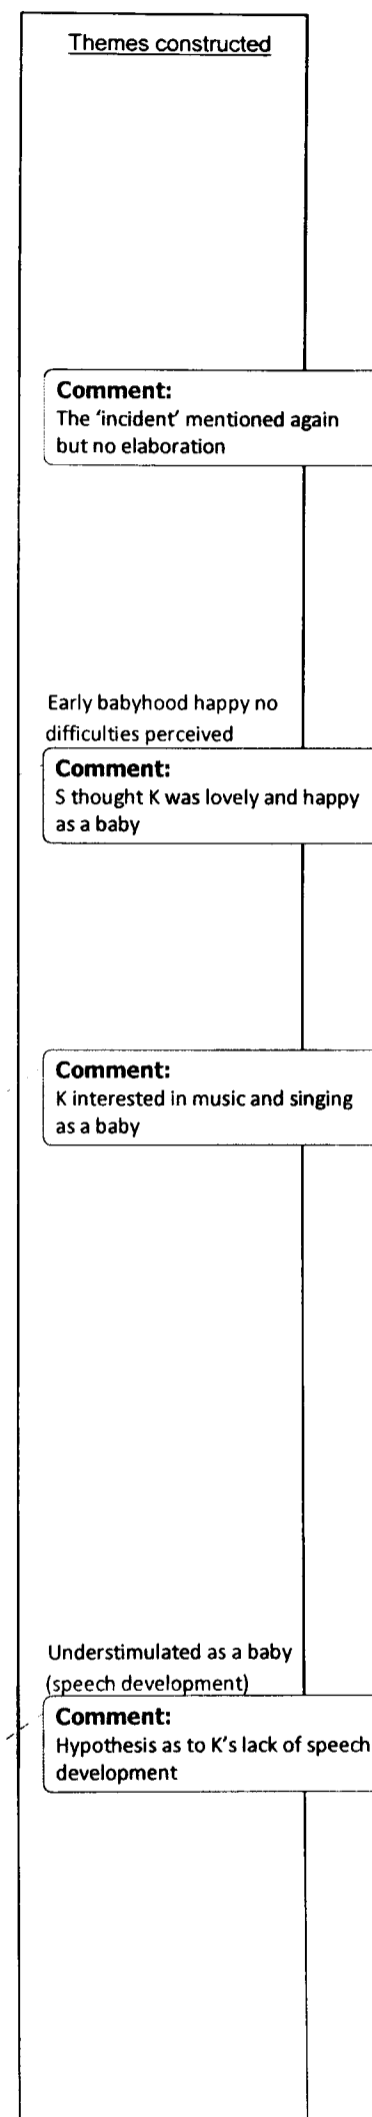 Themes constructed
Comment:
The 'incident' mentioned again
but no elaboration
Early babyhood happy no
difficulties perceived
Comment:
S thought K was lovely and happy
as a baby
Comment:
K interested in music and singing
as a baby
Understimulated as a baby
(speech development)
Comment:
Hypothesis as to K's lack of speech
development